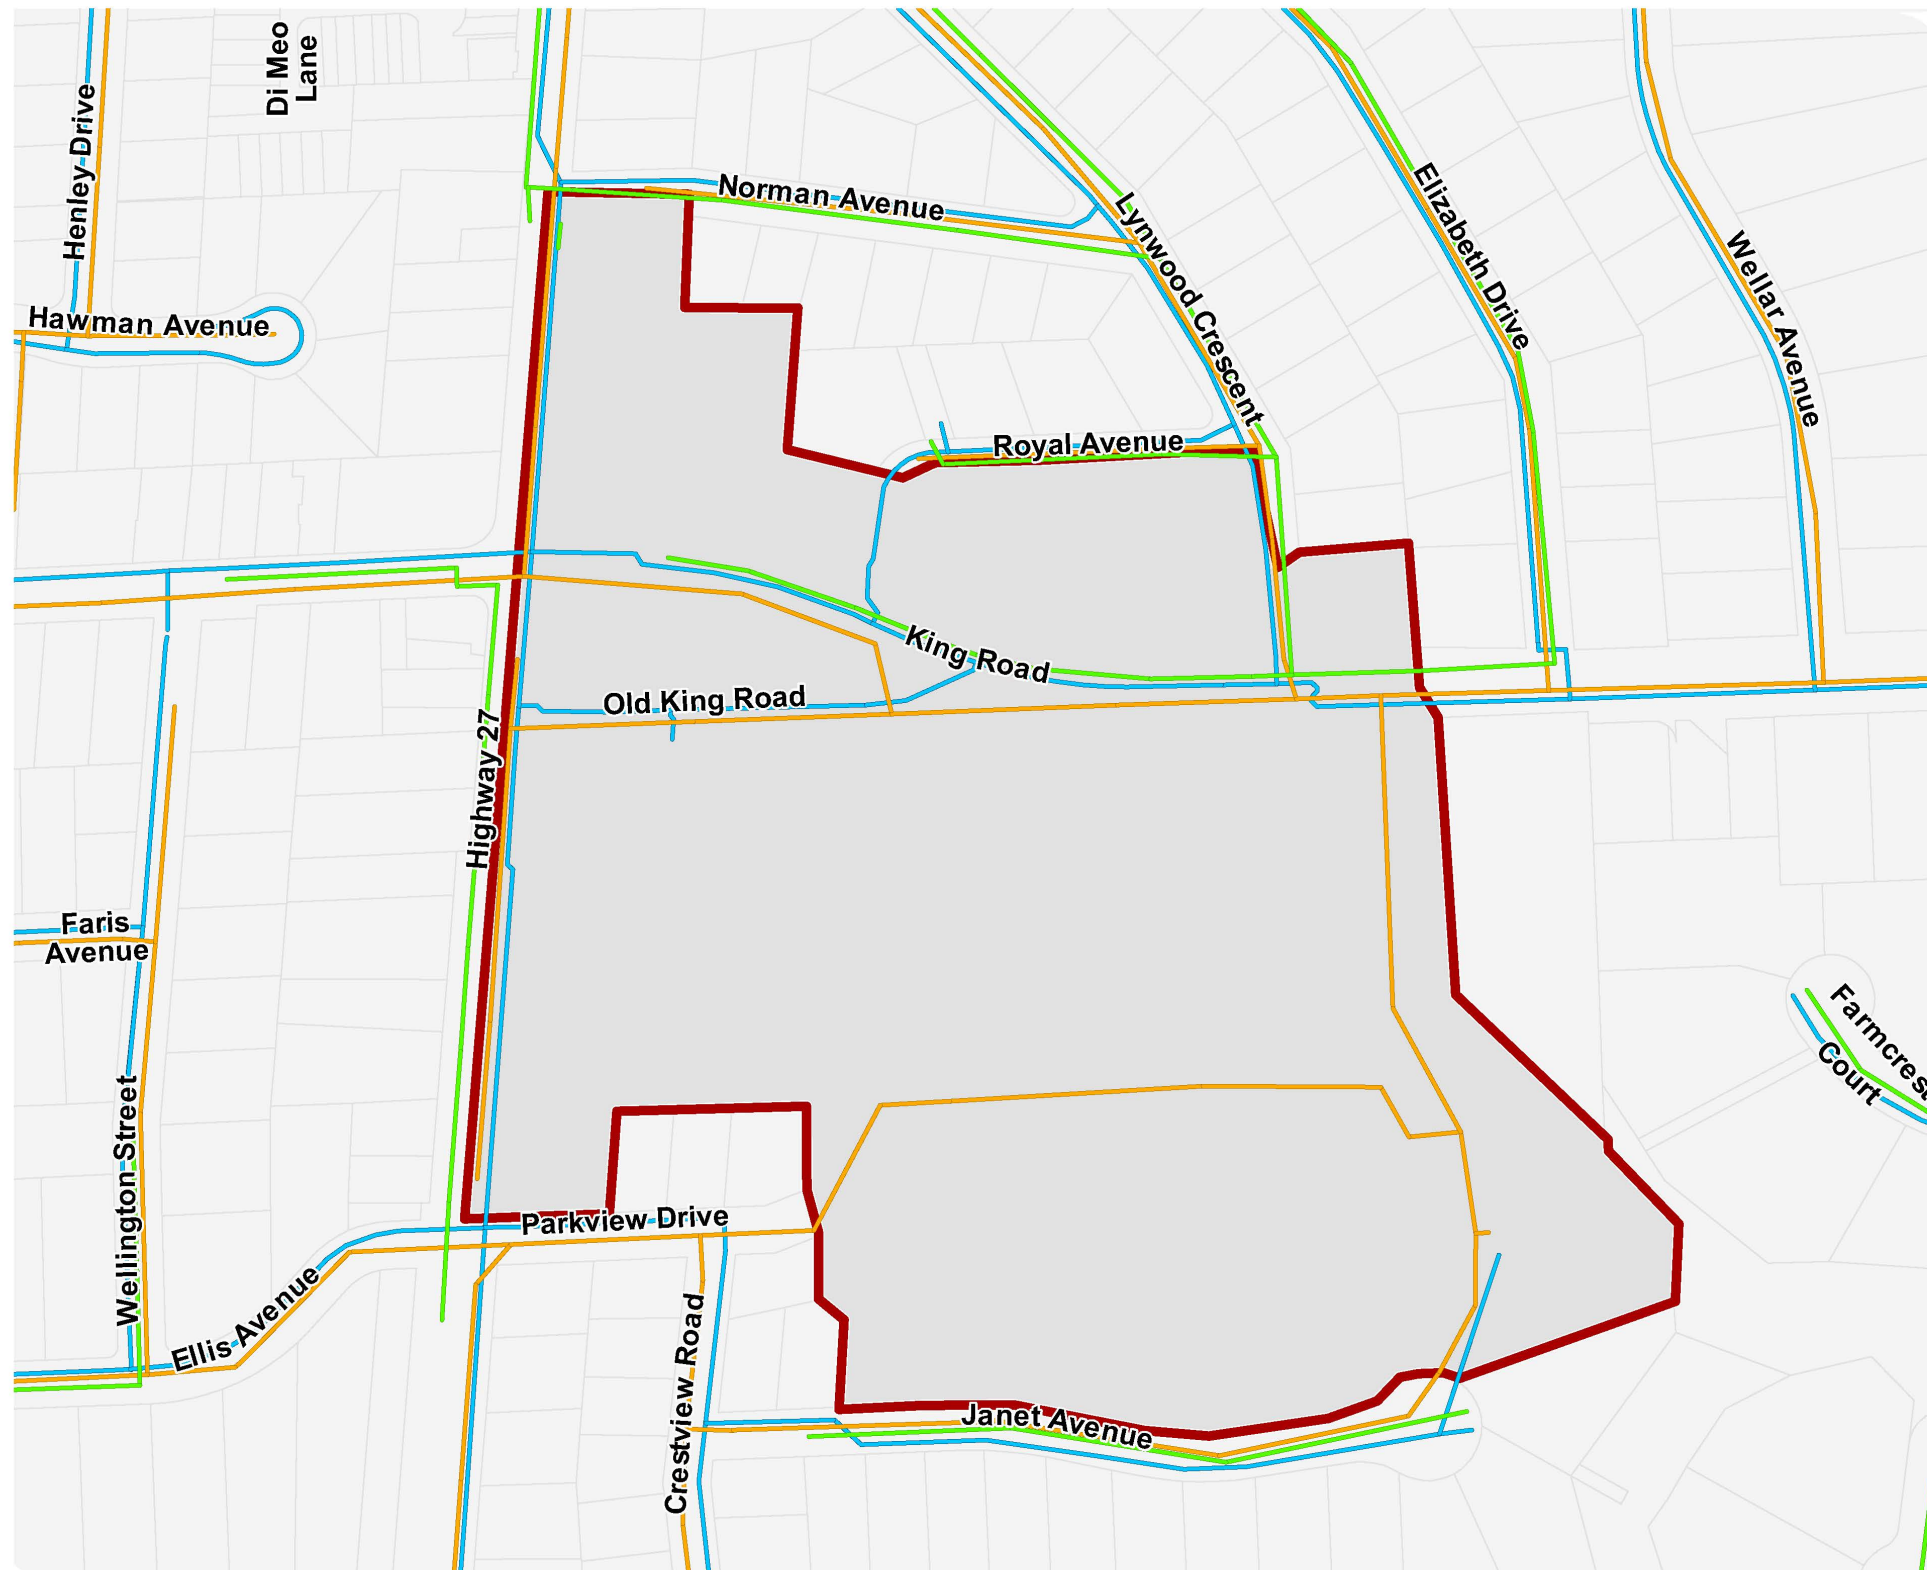 Di Meo
Lane
Henley Drive
Norman Avenue
Lynwood Crescent
Elizabeth Drive
Wellar Avenue
Hawman Avenue
Royal Avenue
King Road
Old King Road
Highway 27
Faris
Avenue
Farmcrest
Court
Wellington Street
Parkview Drive
Ellis Avenue
Crestview Road
Janet Avenue